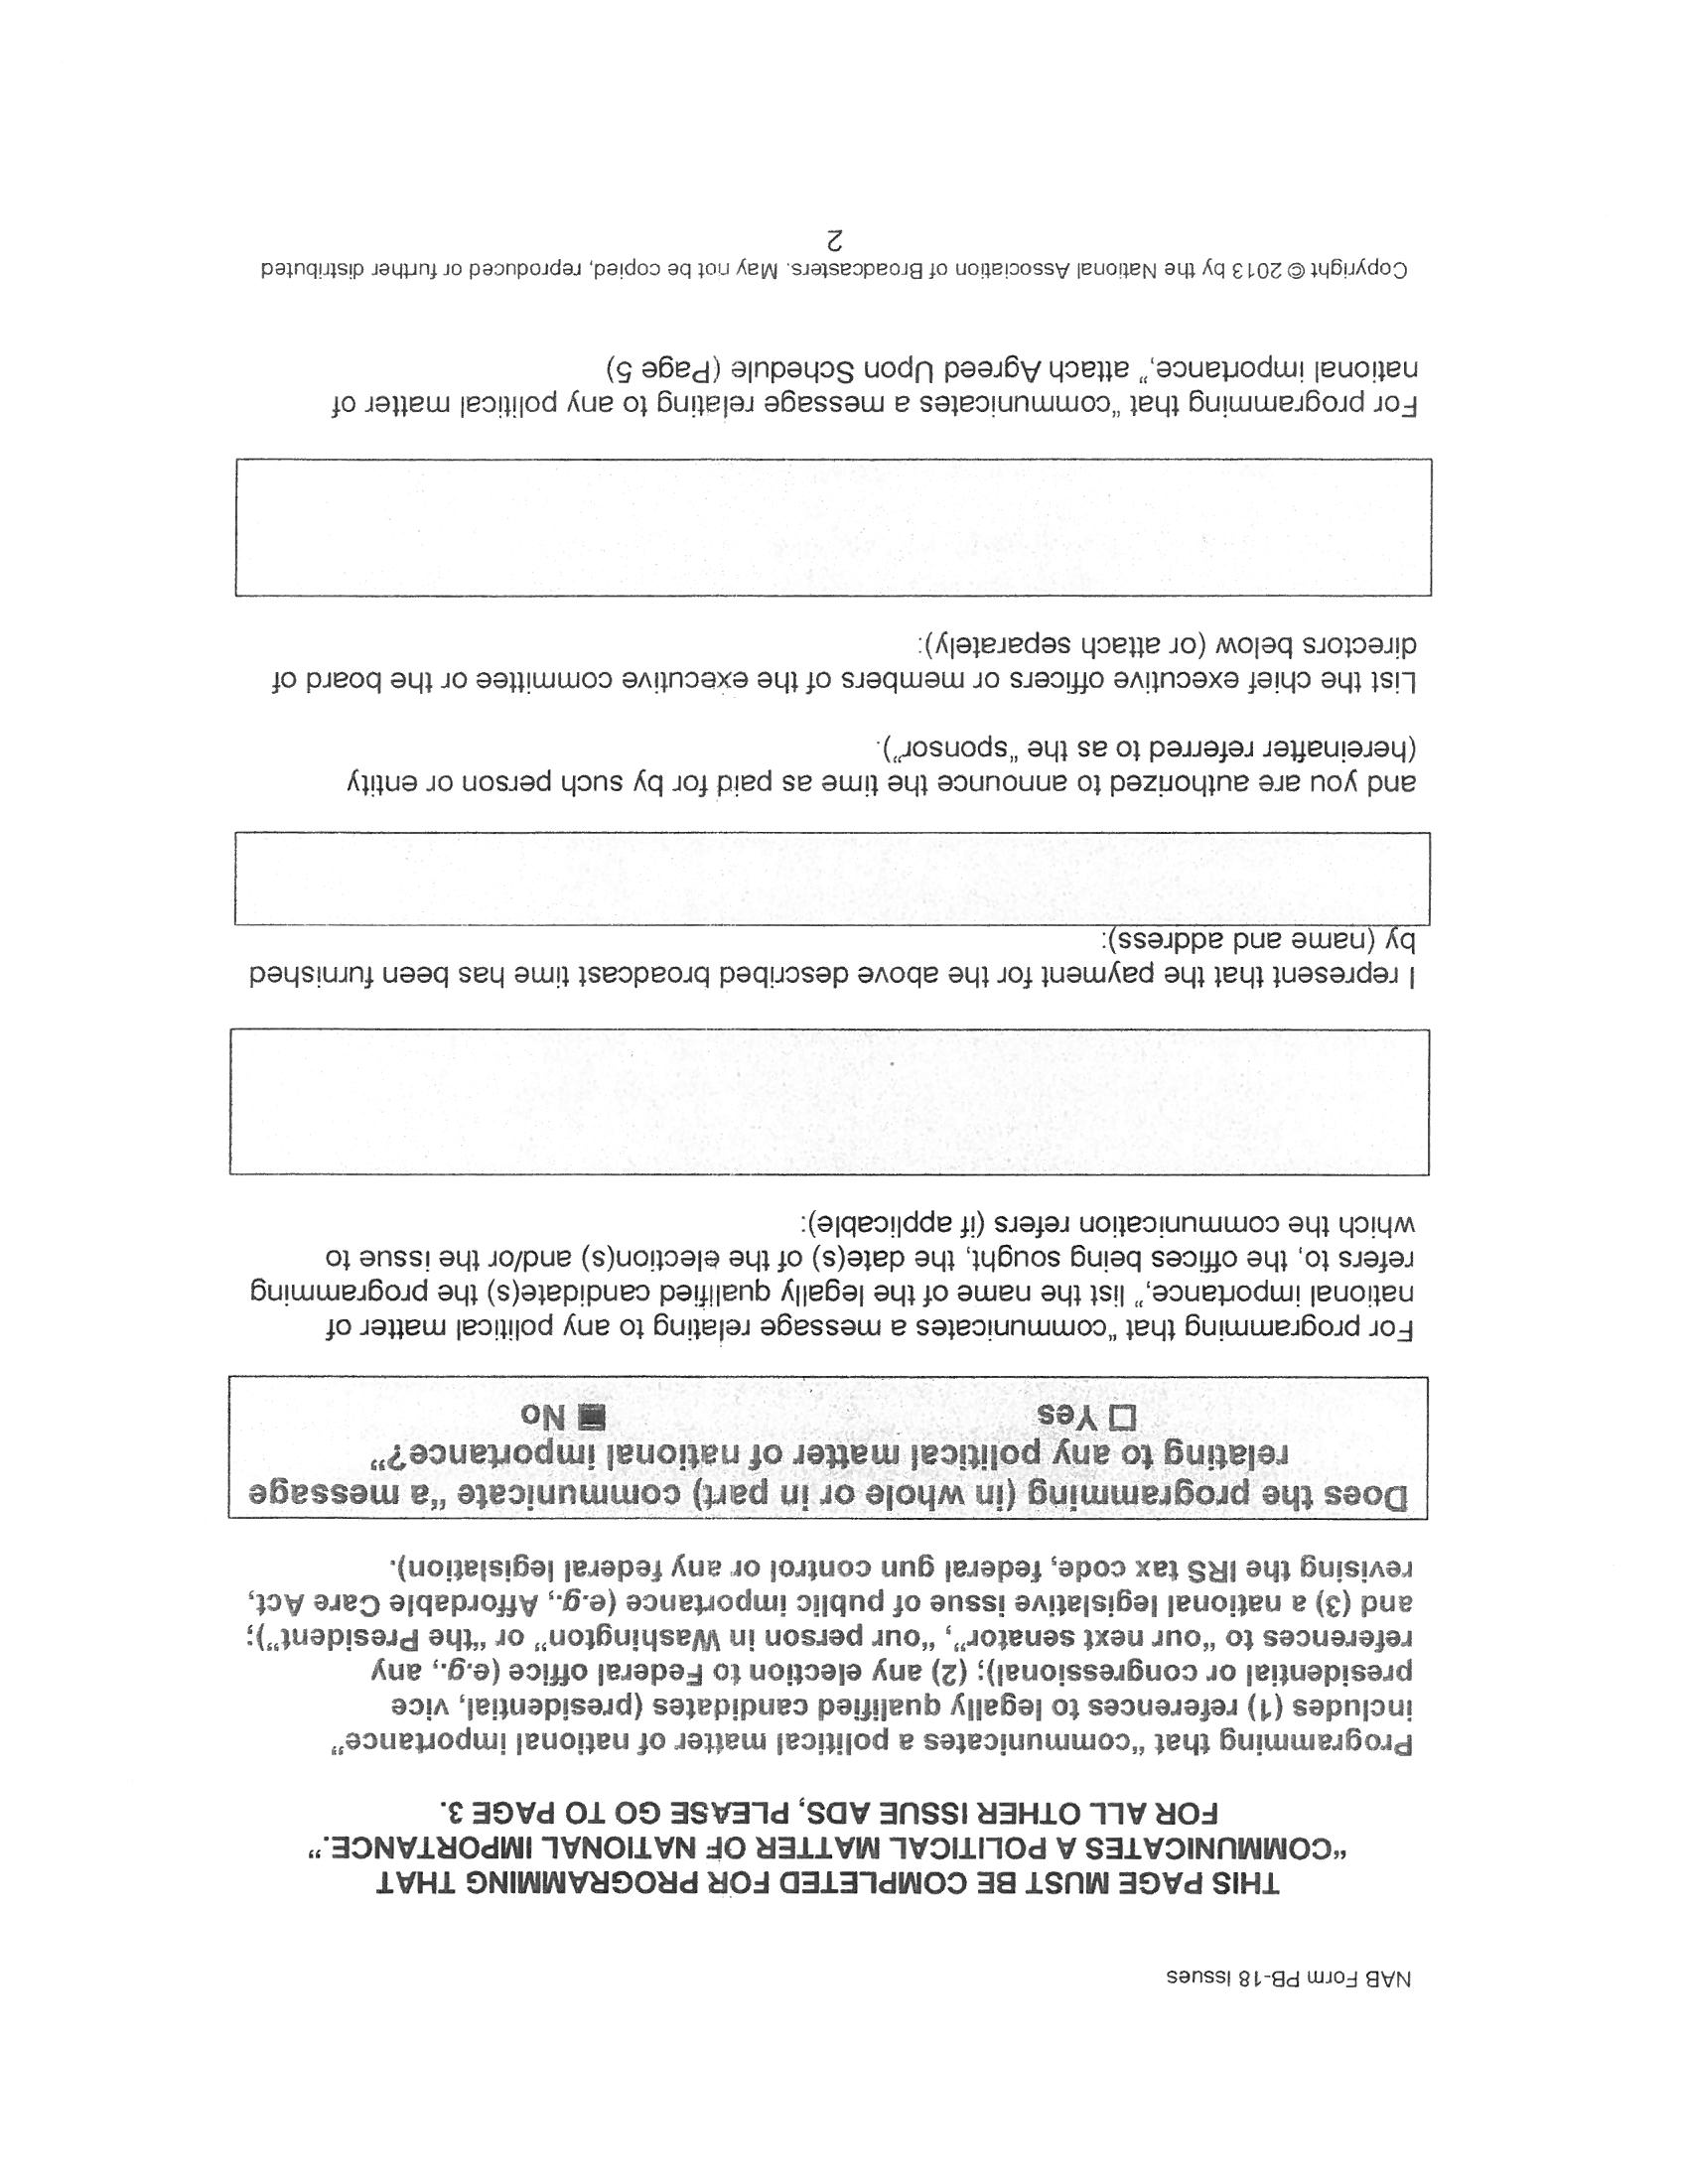 NAB Form PB-18 Issues
THIS PAGE MUST BE COMPLETED FOR PROGRAMMING THAT
"COMMUNICATES A POLITICAL MATTER OF NATIONAL IMPORTANCE."
FOR ALL OTHER ISSUE ADS, PLEASE GO TO PAGE 3.
Programming that "communicates a political matter of national importance"
includes (1) references to legally qualified candidates (presidential, vice
presidential or congressional); (2) any election to Federal office (e.g., any
references to "our next senator", "our person in Washington" or "the President");
and (3) a national legislative issue of public importance (e.g., Affordable Care Act,
revising the IRS tax code, federal gun control or any federal legislation).
Does the programming (in whole or in part) communicate "a message
relating to any political matter of national importance?"
☐ Yes ■ No
For programming that "communicates a message relating to any political matter of
national importance," list the name of the legally qualified candidate(s) the programming
refers to, the offices being sought, the date(s) of the election(s) and/or the issue to
which the communication refers (if applicable):
I represent that the payment for the above described broadcast time has been furnished
by (name and address):
and you are authorized to announce the time as paid for by such person or entity
(hereinafter referred to as the "sponsor").
List the chief executive officers or members of the executive committee or the board of
directors below (or attach separately):
For programming that "communicates a message relating to any political matter of
national importance," attach Agreed Upon Schedule (Page 5)
Copyright © 2013 by the National Association of Broadcasters. May not be copied, reproduced or further distributed
2